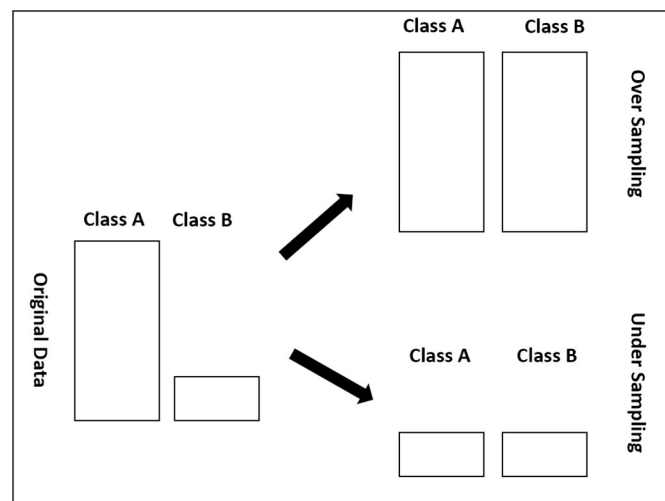 Class A
Class B
Over Sampling
Class A
Class B
Original Data
Class A
Class B
Under Sampling